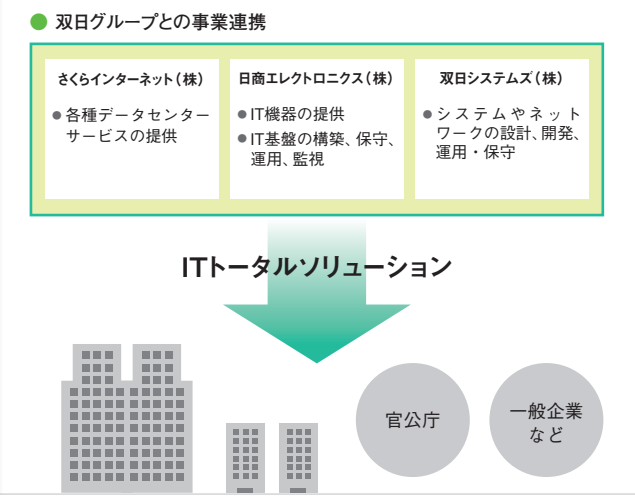 ● 双日グループとの事業連携
さくらインターネット(株)
● 各種データセンター
サービスの提供
日商エレクトロニクス(株)
● IT機器の提供
● IT基盤の構築、保守、
運用、監視
双日システムズ(株)
● システムやネット
ワークの設計、開発、
運用・保守
ITトータルソリューション
官公庁
一般企業
など